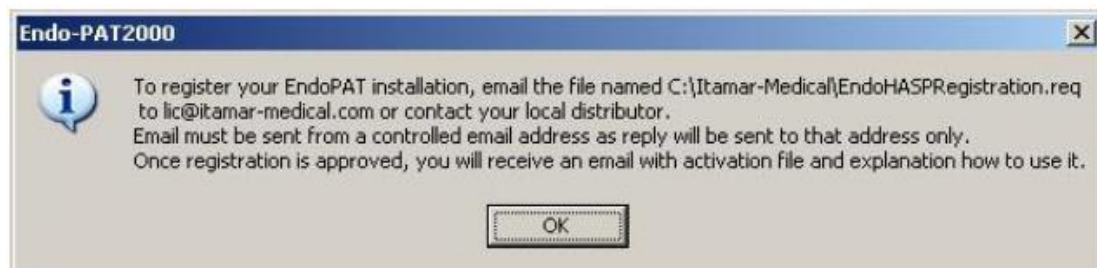 Endo-PAT2000
To register your EndoPAT installation, email the file named C:\Itamar-Medical\EndoHASPRegistration.req
to lic@itamar-medical.com or contact your local distributor.
Email must be sent from a controlled email address as reply will be sent to that address only.
Once registration is approved, you will receive an email with activation file and explanation how to use it.
OK